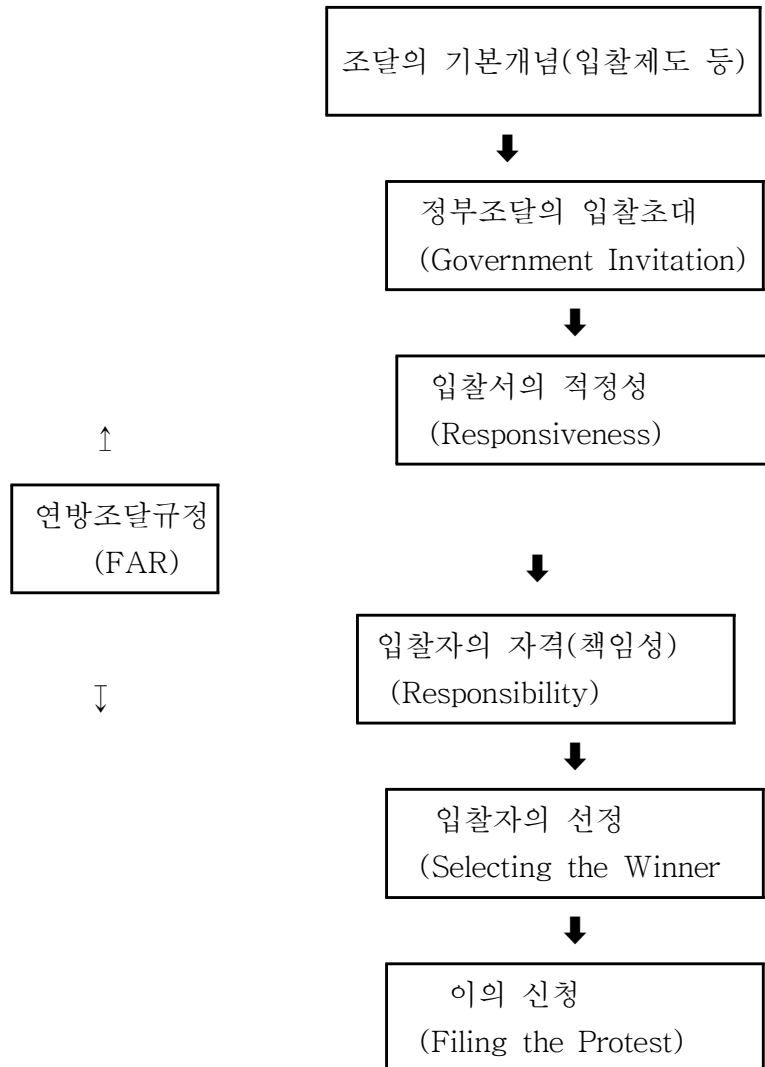 조달의 기본개념(입찰제도 등)
정부조달의 입찰초대
(Government Invitation)
입찰서의 적정성
(Responsiveness)
연방조달규정
(FAR)
입찰자의 자격(책임성)
(Responsibility)
입찰자의 선정
(Selecting the Winner
이의 신청
(Filing the Protest)